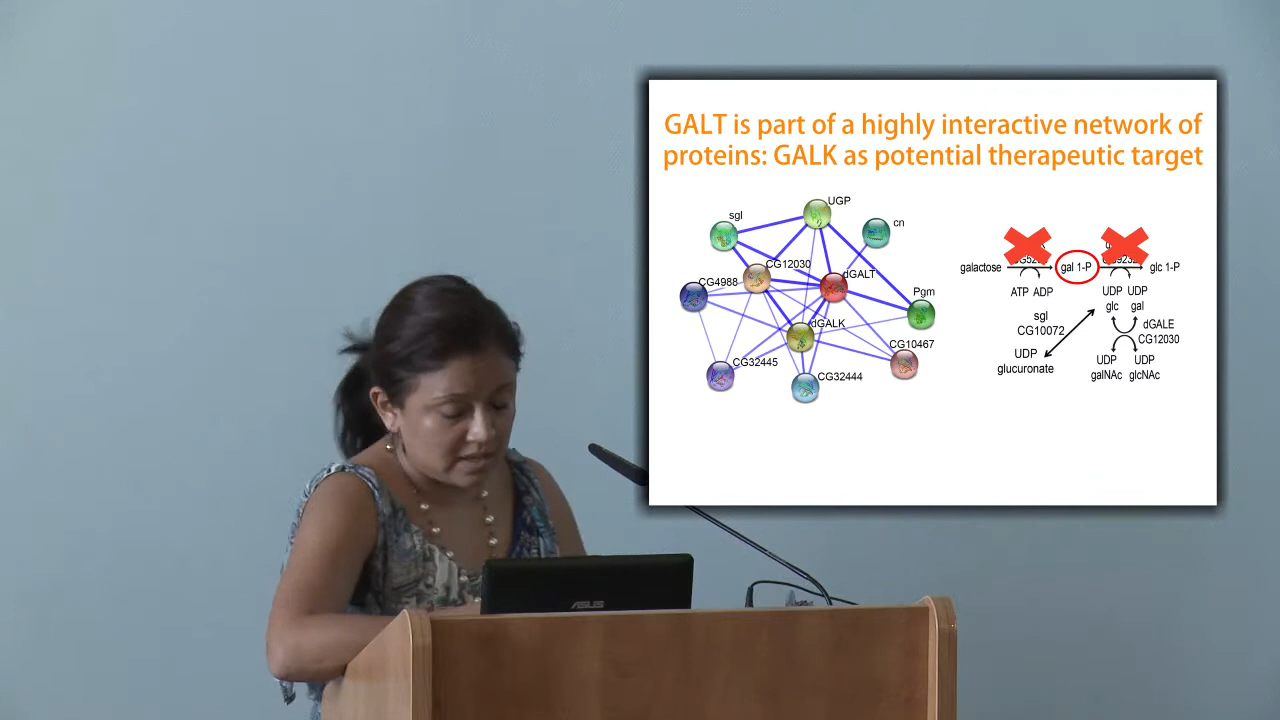 GALT is part of a highly interactive network of
proteins: GALK as potential therapeutic target
UGP
sgl
cn
CG12030
dGALT
CG4988
Pgm
dGALK
CG10467
CG32445
CG32444
galactose
gal 1-P
glc 1-P
ATP ADP
UDP UDP
glc gal
sgl
CG10072
dGALE
CG12030
UDP
glucuronate
UDP UDP
galNAc glcNAc
ASUS